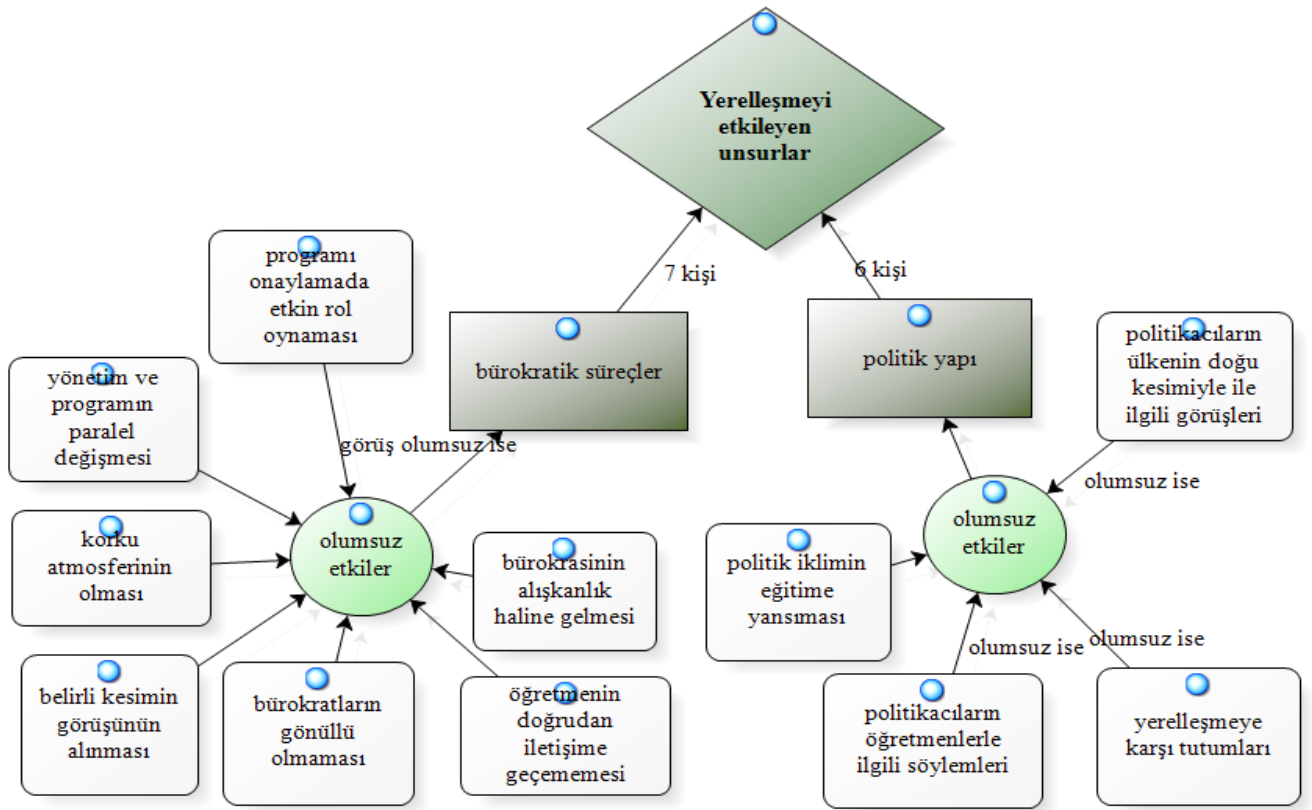 Yerelleşmeyi
etkileyen
unsurlar
7 kişi
6 kişi
bürokratik süreçler
politik yapı
programı
onaylamada
etkin rol
oynaması
yönetim ve
programın
paralel
değişmesi
görüş olumsuz ise
korku
atmosferinin
olması
olumsuz
etkiler
bürokrasinin
alışkanlık
haline gelmesi
belirli kesimin
görüşünün
alınması
bürokratların
gönüllü
olmaması
öğretmenin
doğrudan
iletişime
geçememesi
politikacıların
ülkenin doğu
kesimiyle ile
ilgili görüşleri
olumsuz ise
olumsuz
etkiler
politik iklimin
eğitime
yansıması
olumsuz ise
olumsuz ise
politikacıların
öğretmenlerle
ilgili söylemleri
yerelleşmeye
karşı tutumları